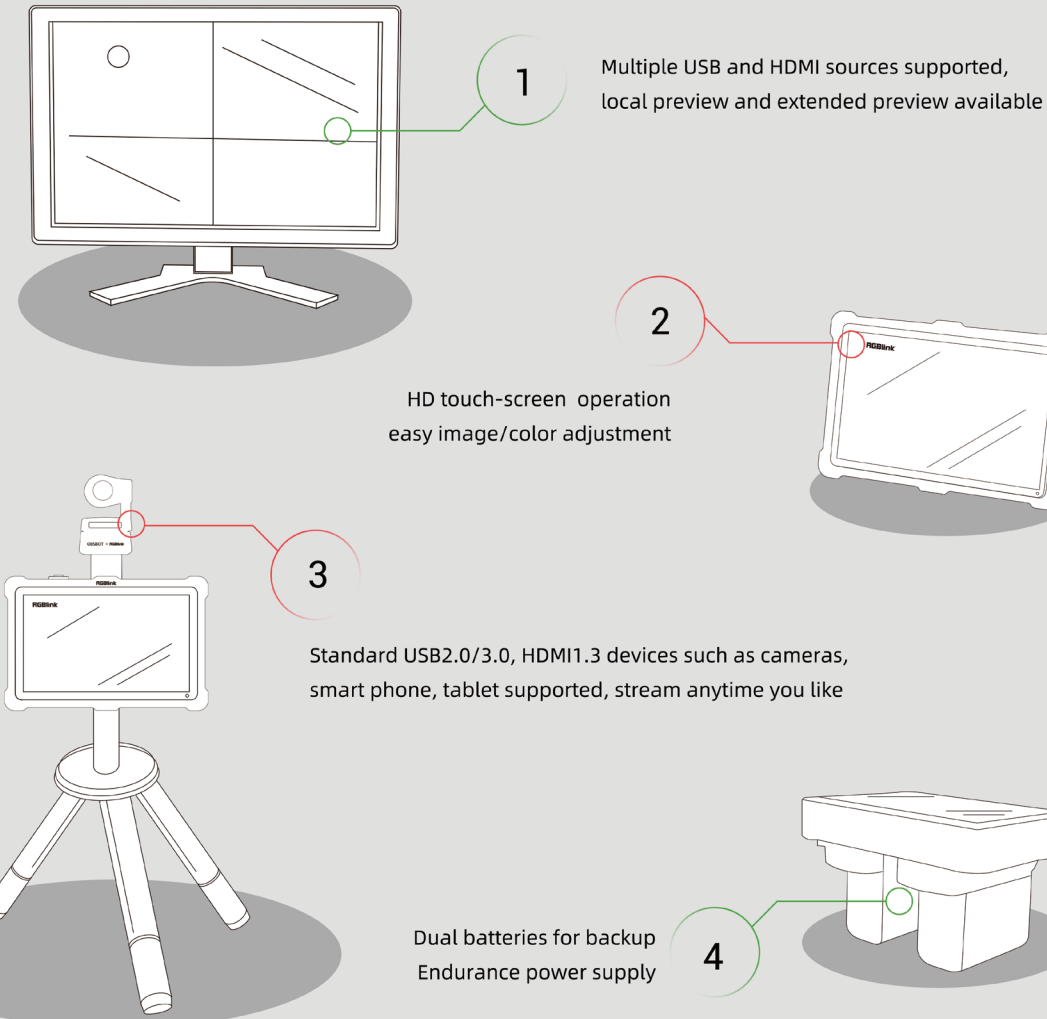 1
Multiple USB and HDMI sources supported,
local preview and extended preview available
2
RGBlink
HD touch-screen operation
easy image/color adjustment
OBSBOT + RGBlink
3
RGBlink
RGBlink
Standard USB2.0/3.0, HDMI1.3 devices such as cameras,
smart phone, tablet supported, stream anytime you like
Dual batteries for backup
Endurance power supply
4